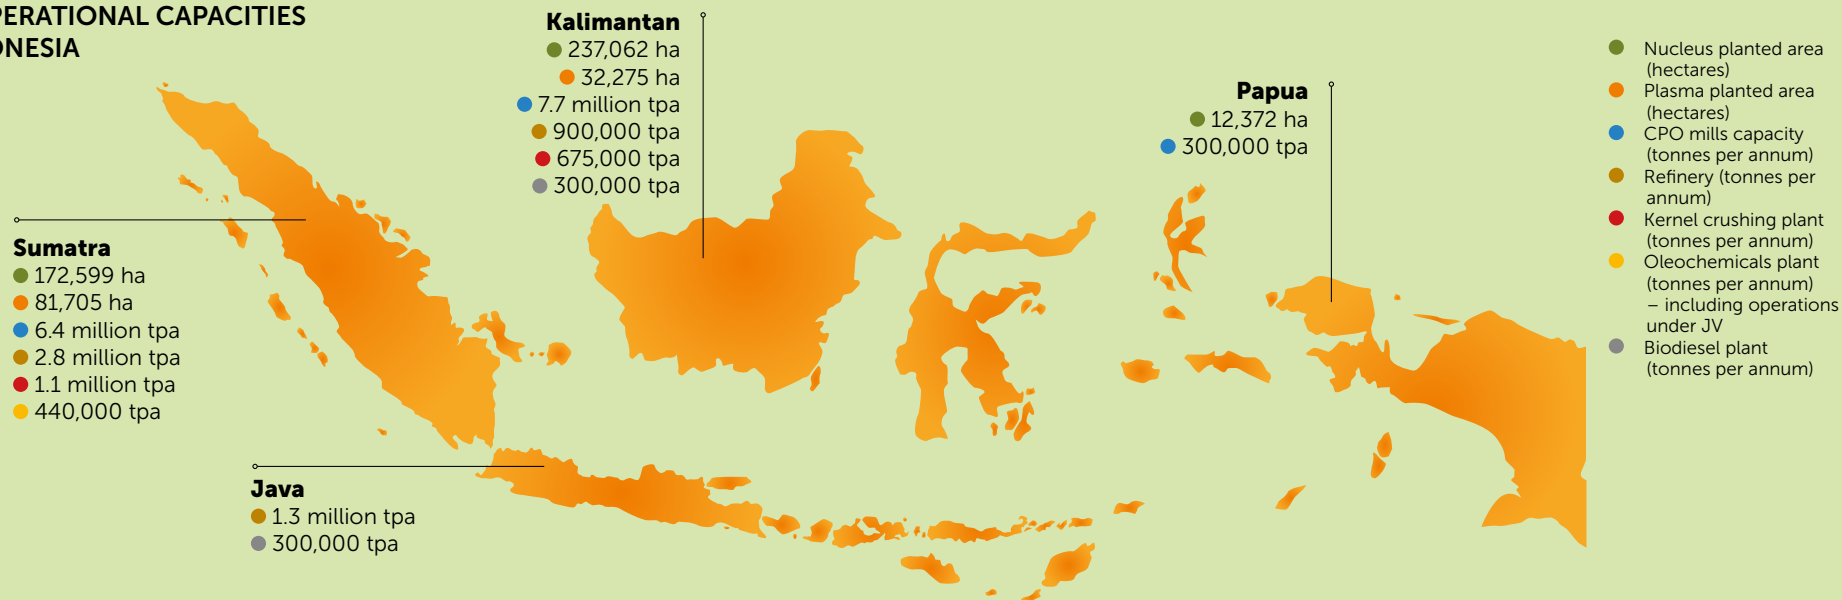 PERATIONAL CAPACITIES
ONESIA
Kalimantan
237,062 ha
32,275 ha
7.7 million tpa
900,000 tpa
675,000 tpa
300,000 tpa
Papua
12,372 ha
300,000 tpa
Sumatra
172,599 ha
81,705 ha
6.4 million tpa
2.8 million tpa
1.1 million tpa
440,000 tpa
Java
1.3 million tpa
300,000 tpa
Nucleus planted area
(hectares)
Plasma planted area
(hectares)
CPO mills capacity
(tonnes per annum)
Refinery (tonnes per
annum)
Kernel crushing plant
(tonnes per annum)
Oleochemicals plant
(tonnes per annum)
– including operations
under JV
Biodiesel plant
(tonnes per annum)